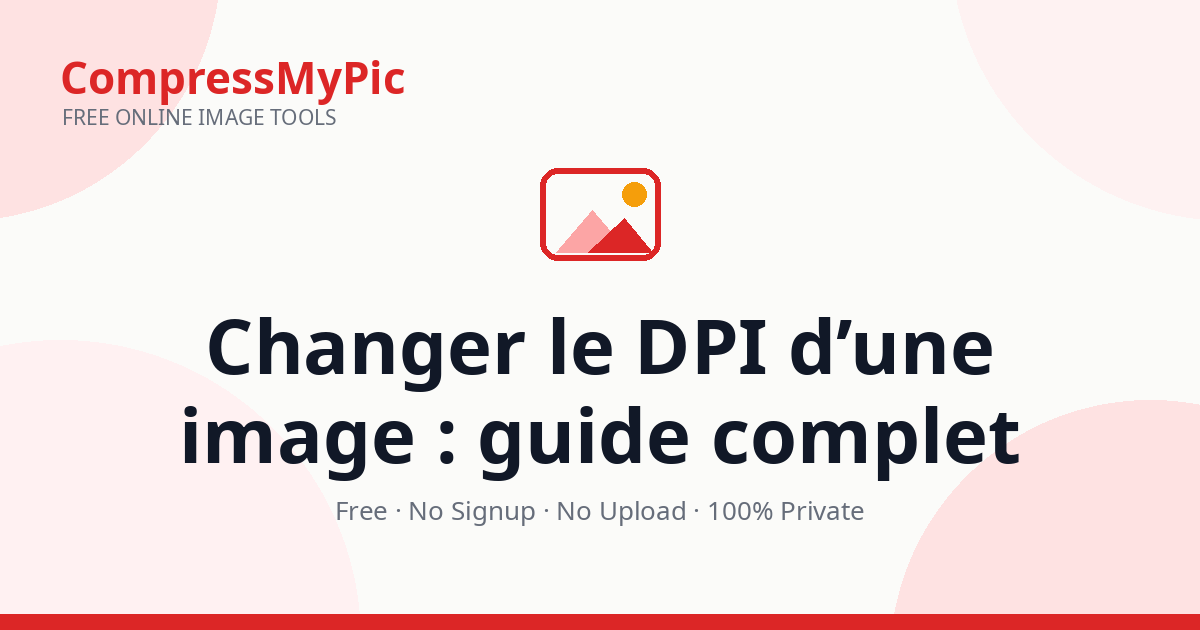 CompressMyPic
FREE ONLINE IMAGE TOOLS
Changer le DPI d’une
image : guide complet
Free · No Signup · No Upload · 100% Private